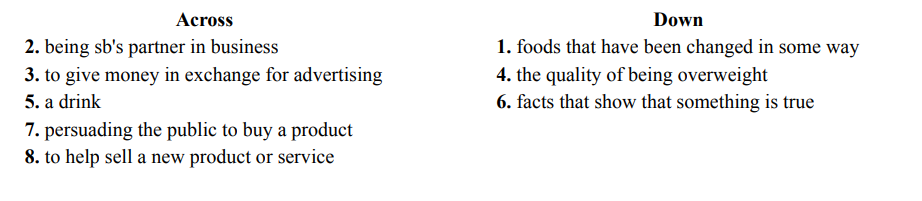 Across
2. being sb's partner in business
3. to give money in exchange for advertising
5. a drink
7. persuading the public to buy a product
8. to help sell a new product or service
Down
1. foods that have been changed in some way
4. the quality of being overweight
6. facts that show that something is true